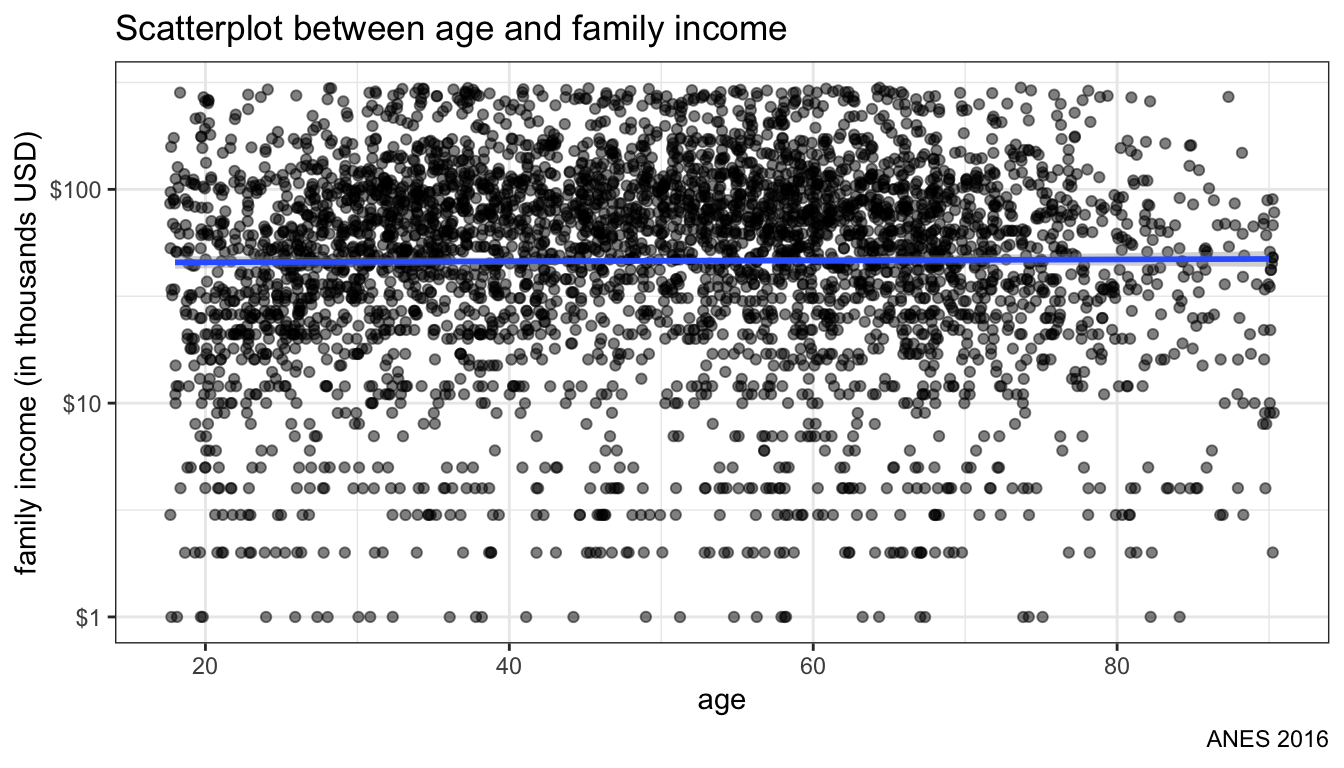 Scatterplot between age and family income
family income (in thousands USD)
$100
$10
$1
20 40 60 80
age
ANES 2016